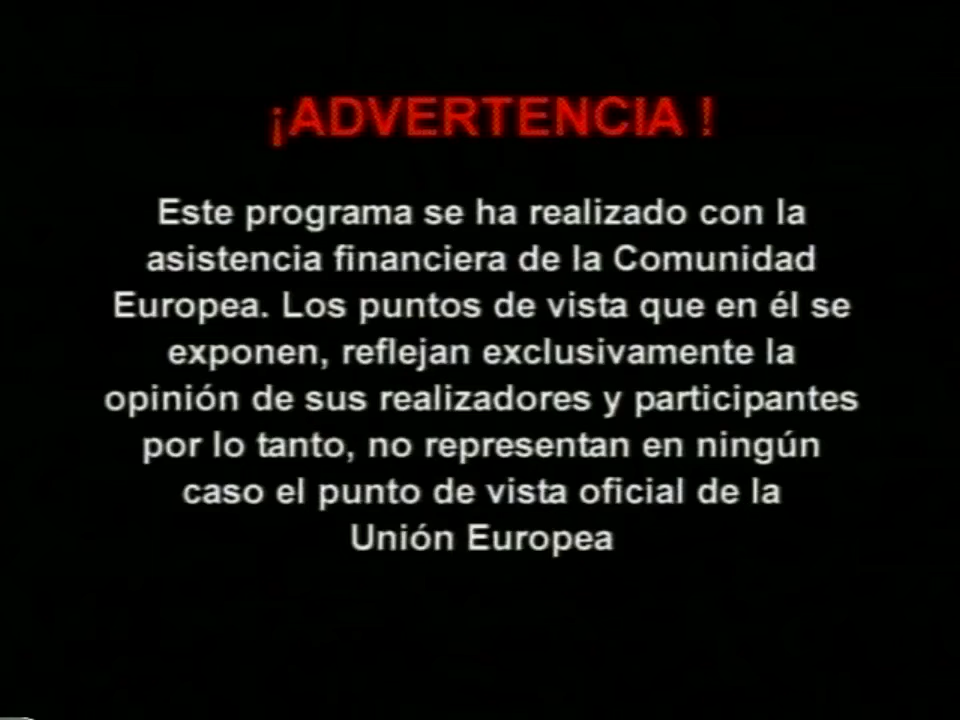 ¡ADVERTENCIA !
Este programa se ha realizado con la
asistencia financiera de la Comunidad
Europea. Los puntos de vista que en él se
exponen, reflejan exclusivamente la
opinión de sus realizadores y participantes
por lo tanto, no representan en ningún
caso el punto de vista oficial de la
Unión Europea